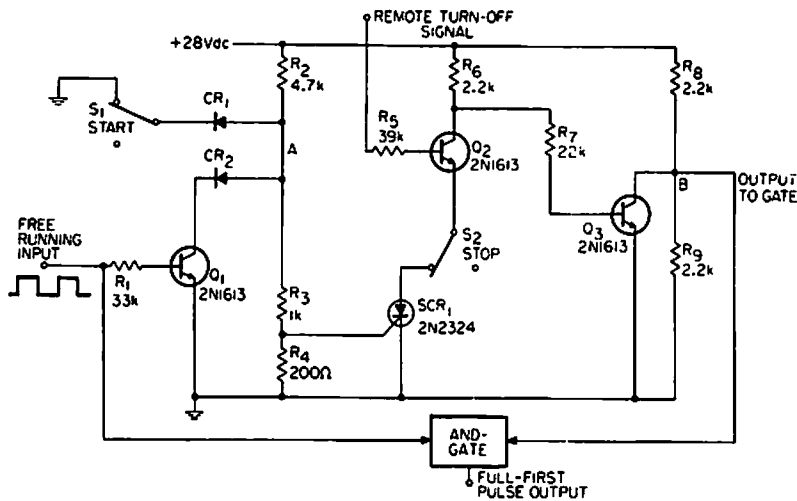 REMOTE TURN-OFF
SIGNAL
+28Vdc
R2
4.7k
R6
2.2k
R8
2.2k
S1
START
CR1
R5
39k
Q2
2N1613
R7
22k
A
CR2
B
OUTPUT
TO GATE
FREE
RUNNING
INPUT
S2
STOP
Q3
2N1613
R1
33k
Q1
2N1613
R3
1k
SCR1
2N2324
R9
2.2k
R4
200Ω
AND-
GATE
FULL-FIRST
PULSE OUTPUT